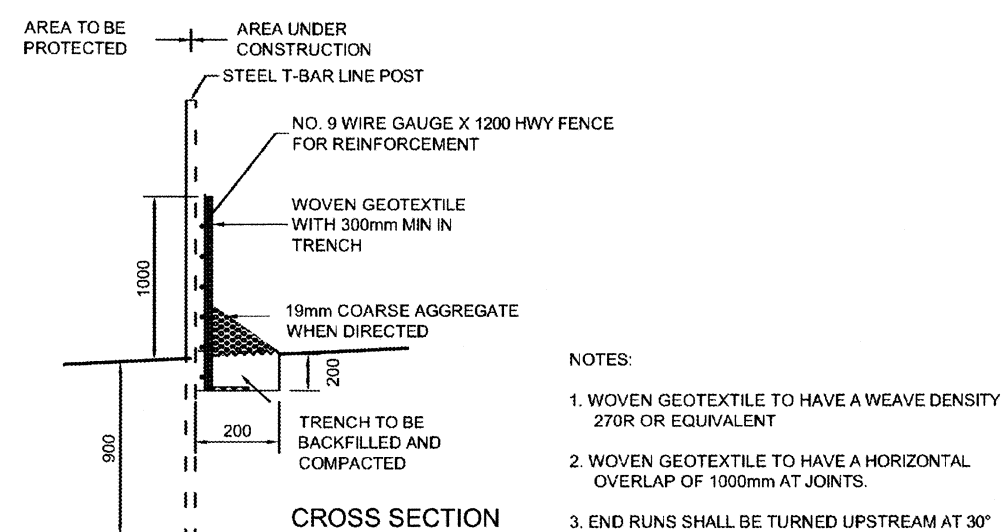 AREA TO BE
PROTECTED
AREA UNDER
CONSTRUCTION
STEEL T-BAR LINE POST
NO. 9 WIRE GAUGE X 1200 HWY FENCE
FOR REINFORCEMENT
WOVEN GEOTEXTILE
WITH 300mm MIN IN
TRENCH
1000
19mm COARSE AGGREGATE
WHEN DIRECTED
200
200
900
TRENCH TO BE
BACKFILLED AND
COMPACTED
CROSS SECTION
NOTES:
1. WOVEN GEOTEXTILE TO HAVE A WEAVE DENSITY
270R OR EQUIVALENT
2. WOVEN GEOTEXTILE TO HAVE A HORIZONTAL
OVERLAP OF 1000mm AT JOINTS.
3. END RUNS SHALL BE TURNED UPSTREAM AT 30°